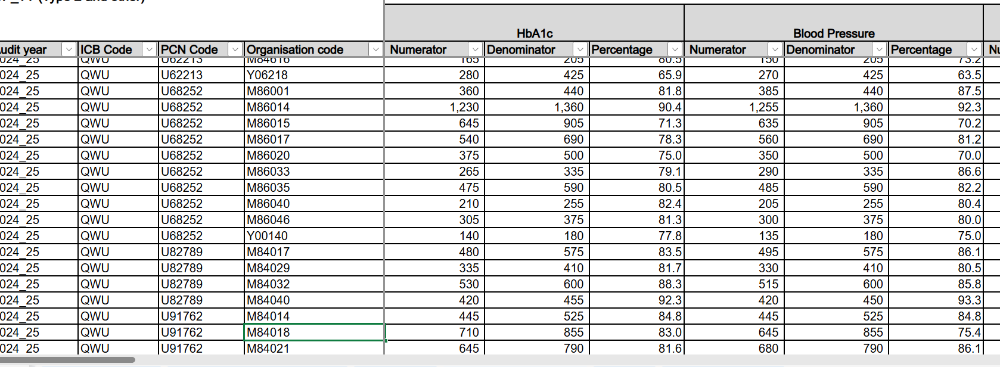 HbA1c Blood Pressure
udit year ICB Code PCN Code Organisation code Numerator Denominator Percentage Numerator Denominator Percentage Nu
024_25 QWU U62213 M84616 165 205 80.5 150 205 73.2
024_25 QWU U62213 Y06218 280 425 65.9 270 425 63.5
024_25 QWU U68252 M86001 360 440 81.8 385 440 87.5
024_25 QWU U68252 M86014 1,230 1,360 90.4 1,255 1,360 92.3
024_25 QWU U68252 M86015 645 905 71.3 635 905 70.2
024_25 QWU U68252 M86017 540 690 78.3 560 690 81.2
024_25 QWU U68252 M86020 375 500 75.0 350 500 70.0
024_25 QWU U68252 M86033 265 335 79.1 290 335 86.6
024_25 QWU U68252 M86035 475 590 80.5 485 590 82.2
024_25 QWU U68252 M86040 210 255 82.4 205 255 80.4
024_25 QWU U68252 M86046 305 375 81.3 300 375 80.0
024_25 QWU U68252 Y00140 140 180 77.8 135 180 75.0
024_25 QWU U82789 M84017 480 575 83.5 495 575 86.1
024_25 QWU U82789 M84029 335 410 81.7 330 410 80.5
024_25 QWU U82789 M84032 530 600 88.3 515 600 85.8
024_25 QWU U82789 M84040 420 455 92.3 420 450 93.3
024_25 QWU U91762 M84014 445 525 84.8 445 525 84.8
024_25 QWU U91762 M84018 710 855 83.0 645 855 75.4
024_25 QWU U91762 M84021 645 790 81.6 680 790 86.1